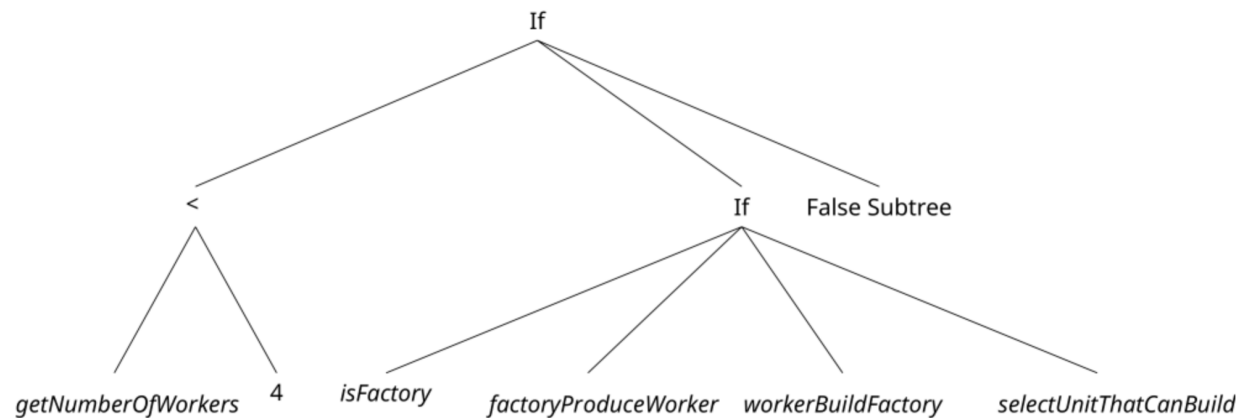 If
<
If
False Subtree
getNumberOfWorkers
4
isFactory
factoryProduceWorker
workerBuildFactory
selectUnitThatCanBuild